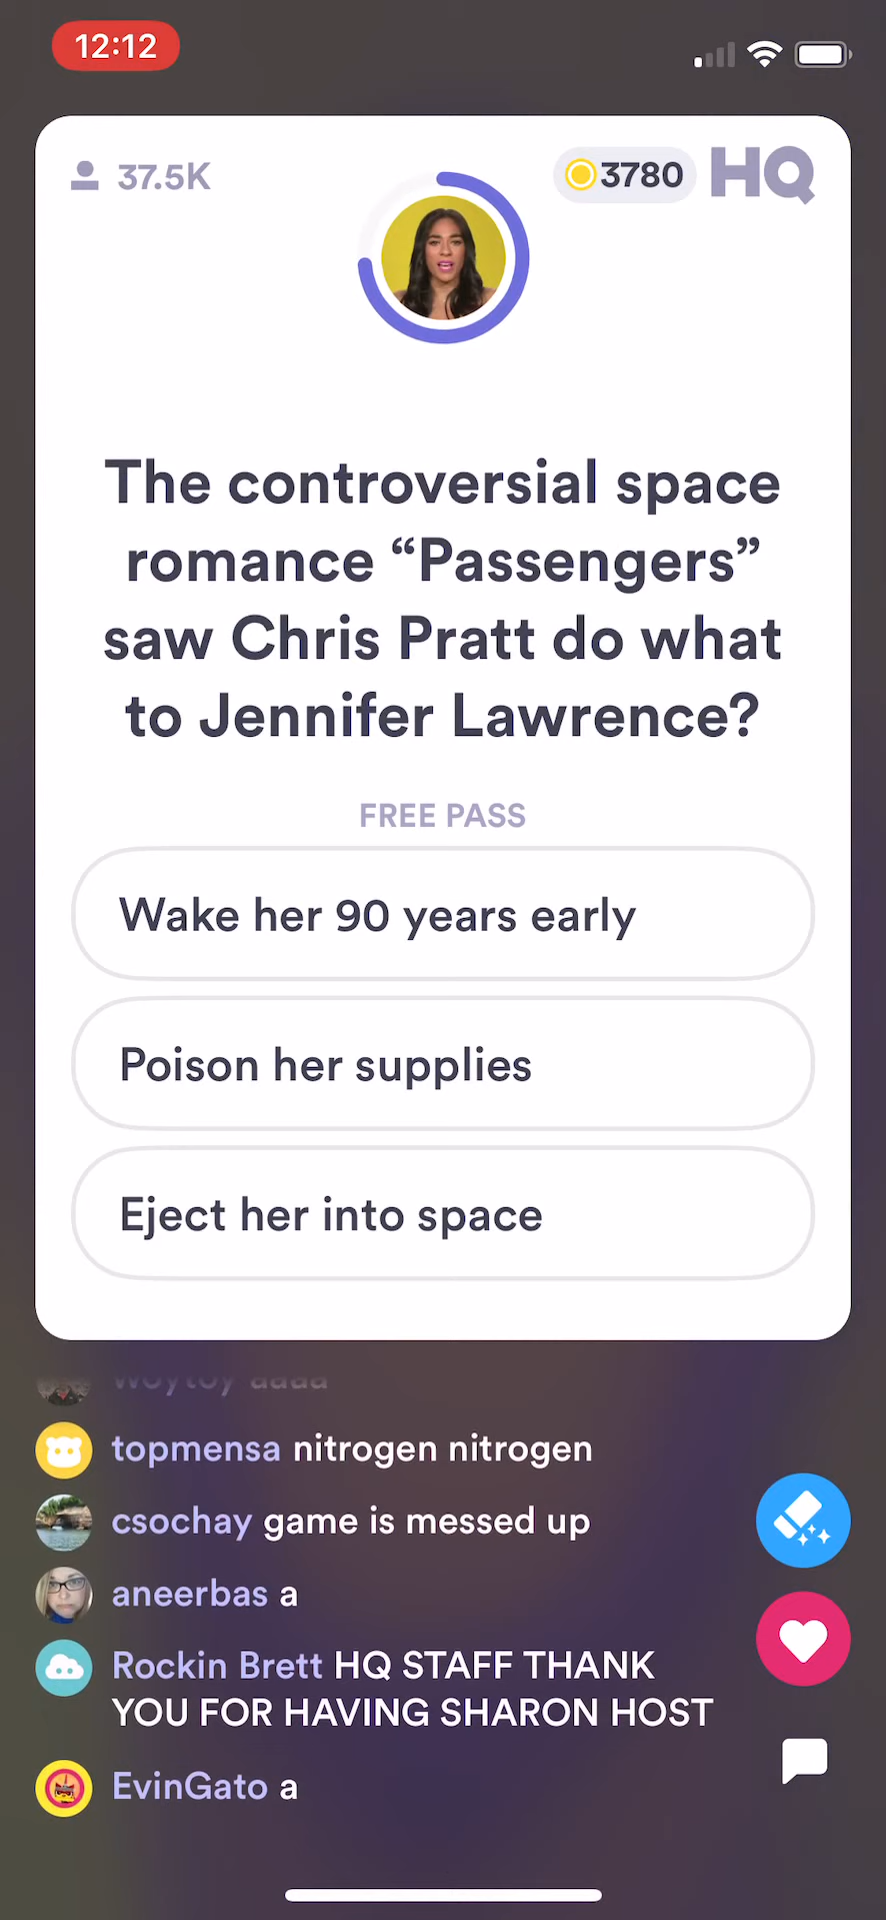 12:12
37.5K
3780
HQ
The controversial space
romance “Passengers”
saw Chris Pratt do what
to Jennifer Lawrence?
FREE PASS
Wake her 90 years early
Poison her supplies
Eject her into space
topmensa nitrogen nitrogen
csochay game is messed up
aneerbas a
Rockin Brett HQ STAFF THANK
YOU FOR HAVING SHARON HOST
EvinGato a